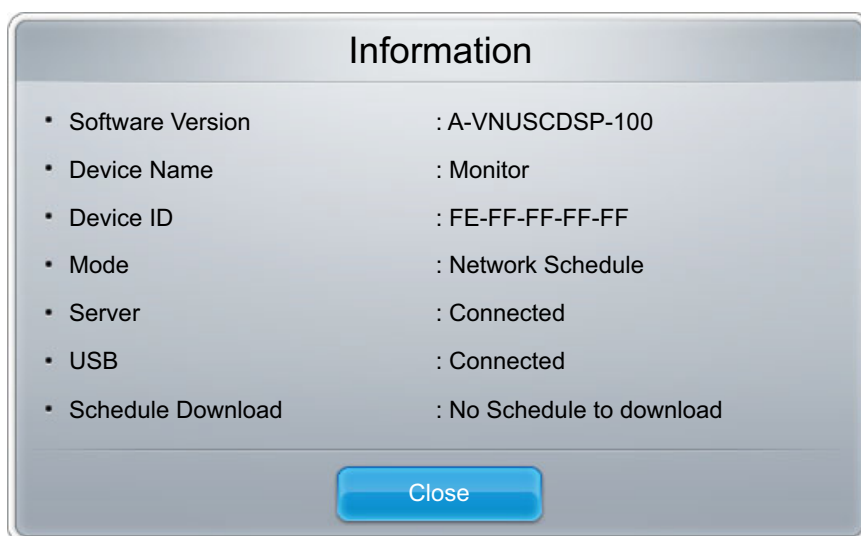 Information
• Software Version : A-VNUSCDSP-100
• Device Name : Monitor
• Device ID : FE-FF-FF-FF-FF
• Mode : Network Schedule
• Server : Connected
• USB : Connected
• Schedule Download : No Schedule to download
Close